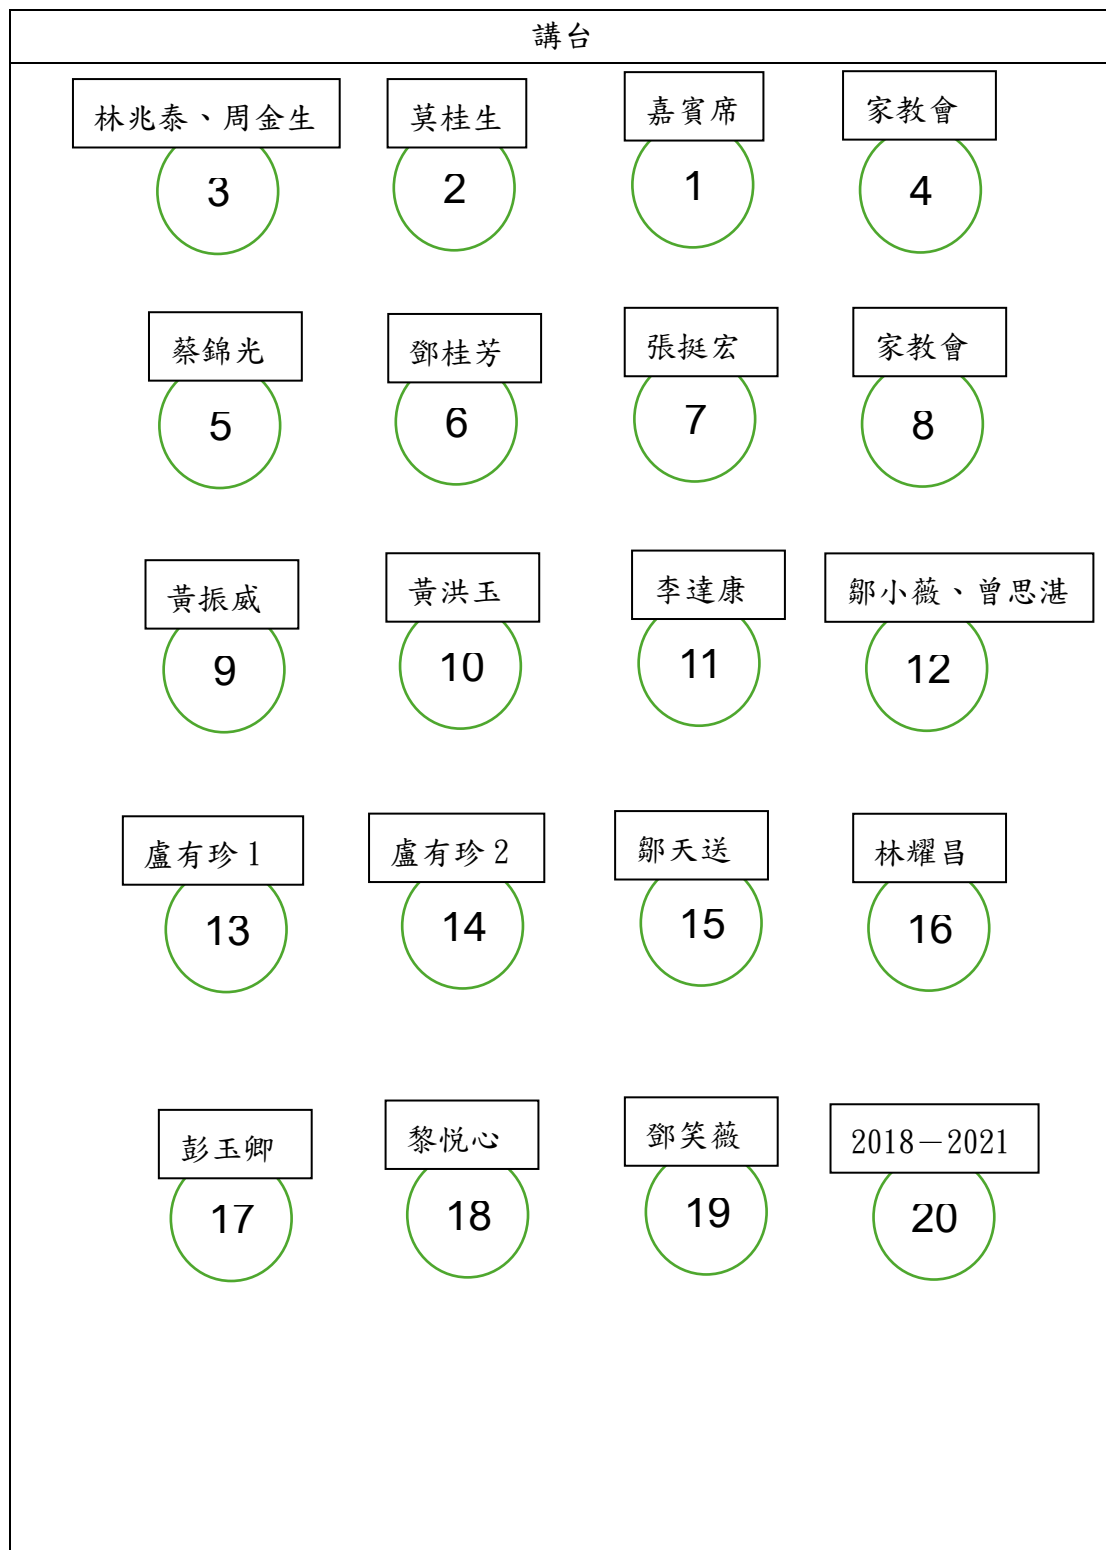 講台
林兆泰、周金生 莫桂生 嘉賓席 家教會
3 2 1 4
蔡錦光 鄧桂芳 張挺宏 家教會
5 6 7 8
黃振威 黃洪玉 李達康 鄒小薇、曾思湛
9 10 11 12
盧有珍1 盧有珍2 鄒天送 林耀昌
13 14 15 16
彭玉卿 黎悅心 鄧笑薇 2018－2021
17 18 19 20